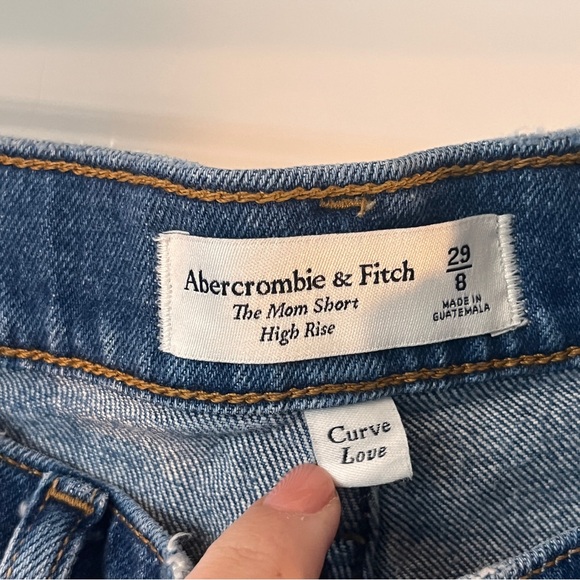 Abercrombie & Fitch
The Mom Short
High Rise
29
8
MADE IN
GUATEMALA
Curve
Love